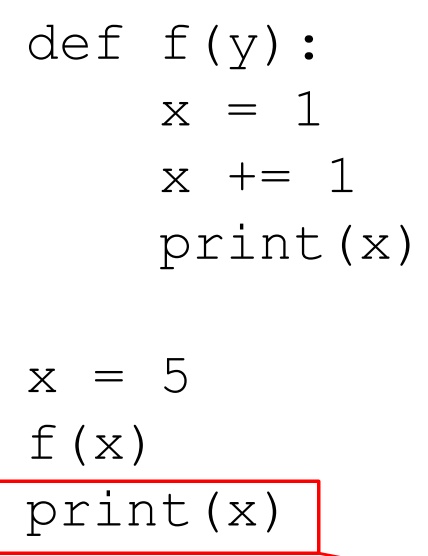 def f(y):
    x = 1
    x += 1
    print(x)

x = 5
f(x)
print(x)